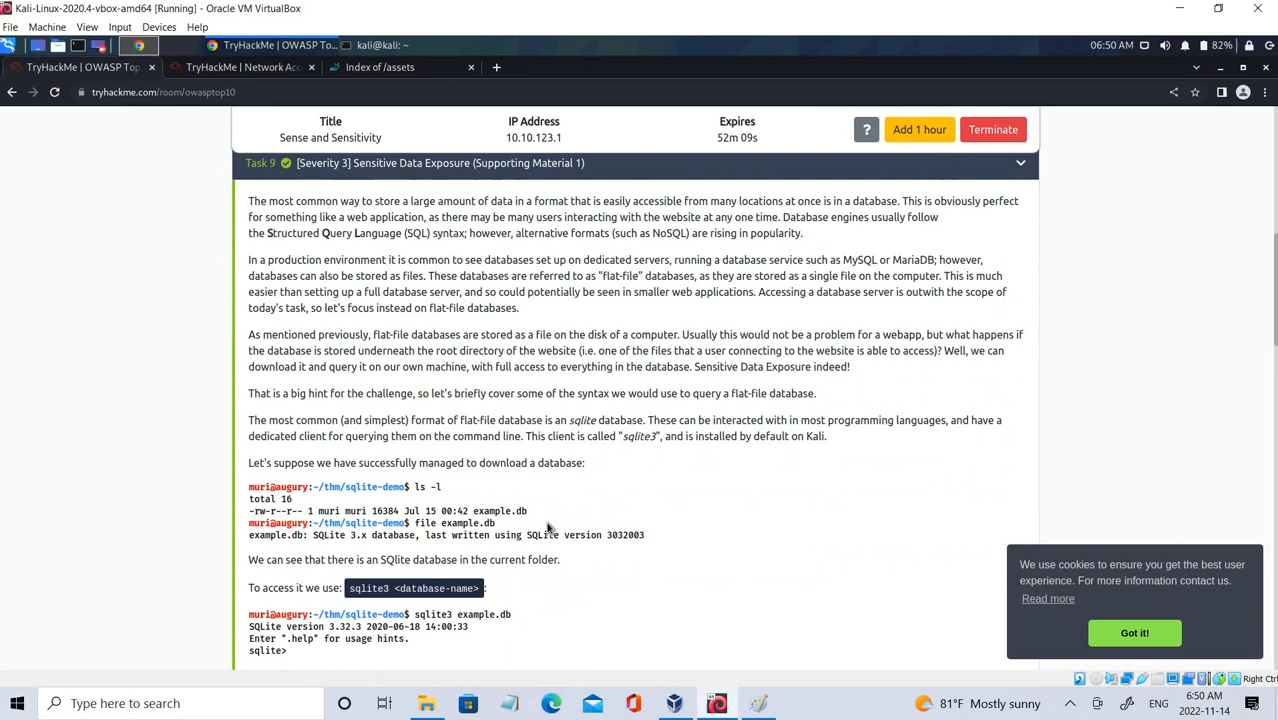 Kali-Linux-2020.4-vbox-amd64 [Running] - Oracle VM VirtualBox
File Machine View Input Devices Help
TryHackMe | OWASP To... kali@kali: ~ 06:50 AM 82%
TryHackMe | OWASP Top TryHackMe | Network Acc Index of /assets
tryhackme.com/room/owasptop10
Title IP Address Expires
Sense and Sensitivity 10.10.123.1 52m 09s
? Add 1 hour Terminate
Task 9 [Severity 3] Sensitive Data Exposure (Supporting Material 1)
The most common way to store a large amount of data in a format that is easily accessible from many locations at once is in a database. This is obviously perfect
for something like a web application, as there may be many users interacting with the website at any one time. Database engines usually follow
the Structured Query Language (SQL) syntax; however, alternative formats (such as NoSQL) are rising in popularity.
In a production environment it is common to see databases set up on dedicated servers, running a database service such as MySQL or MariaDB; however,
databases can also be stored as files. These databases are referred to as "flat-file" databases, as they are stored as a single file on the computer. This is much
easier than setting up a full database server, and so could potentially be seen in smaller web applications. Accessing a database server is outwith the scope of
today's task, so let's focus instead on flat-file databases.
As mentioned previously, flat-file databases are stored as a file on the disk of a computer. Usually this would not be a problem for a webapp, but what happens if
the database is stored underneath the root directory of the website (i.e. one of the files that a user connecting to the website is able to access)? Well, we can
download it and query it on our own machine, with full access to everything in the database. Sensitive Data Exposure indeed!
That is a big hint for the challenge, so let's briefly cover some of the syntax we would use to query a flat-file database.
The most common (and simplest) format of flat-file database is an sqlite database. These can be interacted with in most programming languages, and have a
dedicated client for querying them on the command line. This client is called "sqlite3", and is installed by default on Kali.
Let's suppose we have successfully managed to download a database:
muri@augury:~/thm/sqlite-demo$ ls -l
total 16
-rw-r--r-- 1 muri muri 16384 Jul 15 00:42 example.db
muri@augury:~/thm/sqlite-demo$ file example.db
example.db: SQLite 3.x database, last written using SQLite version 3032003
We can see that there is an SQlite database in the current folder.
To access it we use: sqlite3 <database-name>:
muri@augury:~/thm/sqlite-demo$ sqlite3 example.db
SQLite version 3.32.3 2020-06-18 14:00:33
Enter ".help" for usage hints.
sqlite>
We use cookies to ensure you get the best user
experience. For more information contact us.
Read more
Got it!
Right Ctrl
Type here to search
81°F Mostly sunny
ENG
6:50 AM
2022-11-14